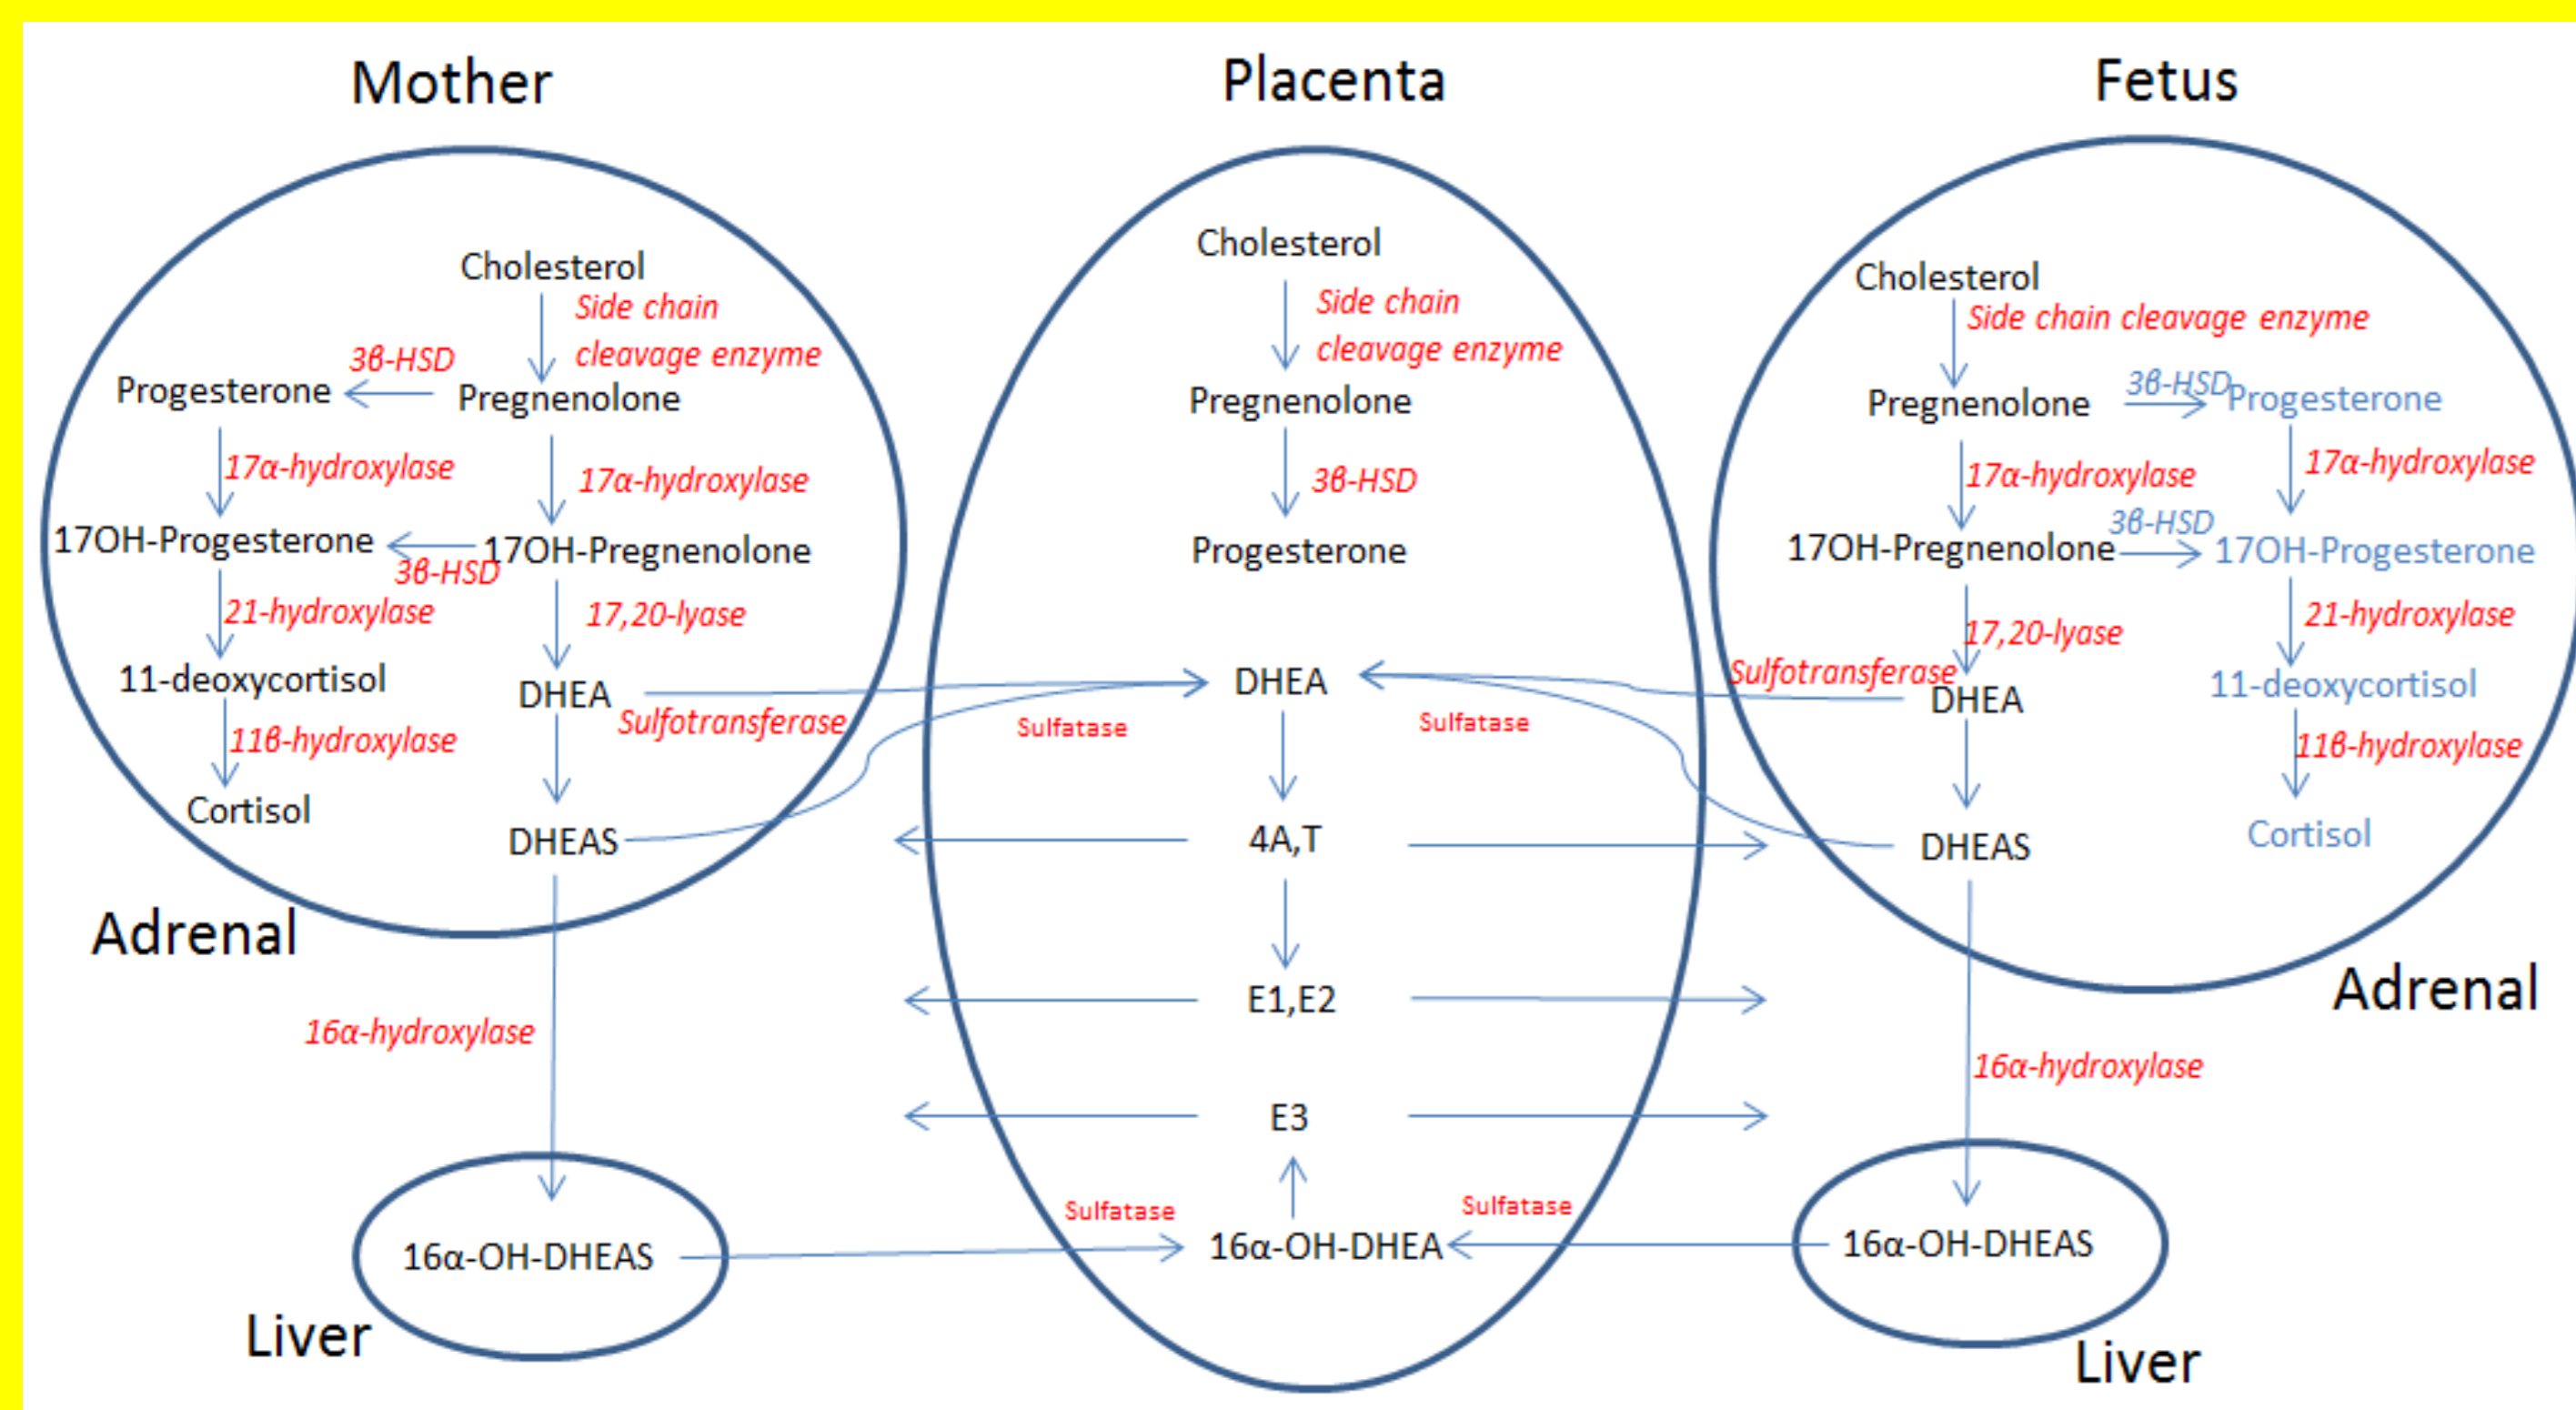 Mother
Placenta
Fetus
Cholesterol
Side chain
cleavage enzyme
3β-HSD
Progesterone
Pregnenolone
17α-hydroxylase
17α-hydroxylase
17OH-Progesterone
17OH-Pregnenolone
3β-HSD
21-hydroxylase
17,20-lyase
11-deoxycortisol
DHEA
Sulfotransferase
11β-hydroxylase
Cortisol
DHEAS
Adrenal
16α-hydroxylase
16α-OH-DHEAS
Liver
Cholesterol
Side chain
cleavage enzyme
Pregnenolone
3β-HSD
Progesterone
DHEA
Sulfatase
Sulfatase
4A,T
E1,E2
E3
Sulfatase
Sulfatase
16α-OH-DHEA
Cholesterol
Side chain cleavage enzyme
3β-HSD
Pregnenolone
Progesterone
17α-hydroxylase
17α-hydroxylase
3β-HSD
17OH-Pregnenolone
17OH-Progesterone
17,20-lyase
21-hydroxylase
Sulfotransferase
DHEA
11-deoxycortisol
11β-hydroxylase
DHEAS
Cortisol
Adrenal
16α-hydroxylase
16α-OH-DHEAS
Liver